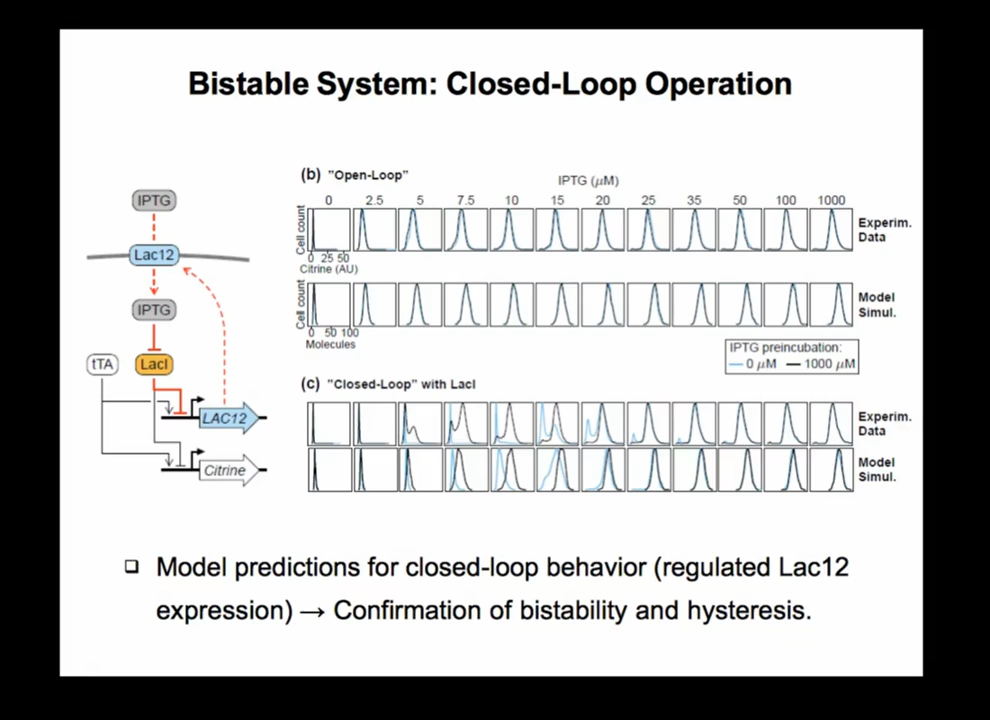 Bistable System: Closed-Loop Operation
IPTG
Lac12
IPTG
tTA
LacI
LAC12
Citrine
(b) "Open-Loop"
IPTG (μM)
0 2.5 5 7.5 10 15 20 25 35 50 100 1000
Cell count
Experim.
Data
0 25 50
Citrine (AU)
Cell count
Model
Simul.
0 50 100
Molecules
IPTG preincubation:
0 μM 1000 μM
(c) "Closed-Loop" with LacI
Experim.
Data
Model
Simul.
Model predictions for closed-loop behavior (regulated Lac12
expression) → Confirmation of bistability and hysteresis.